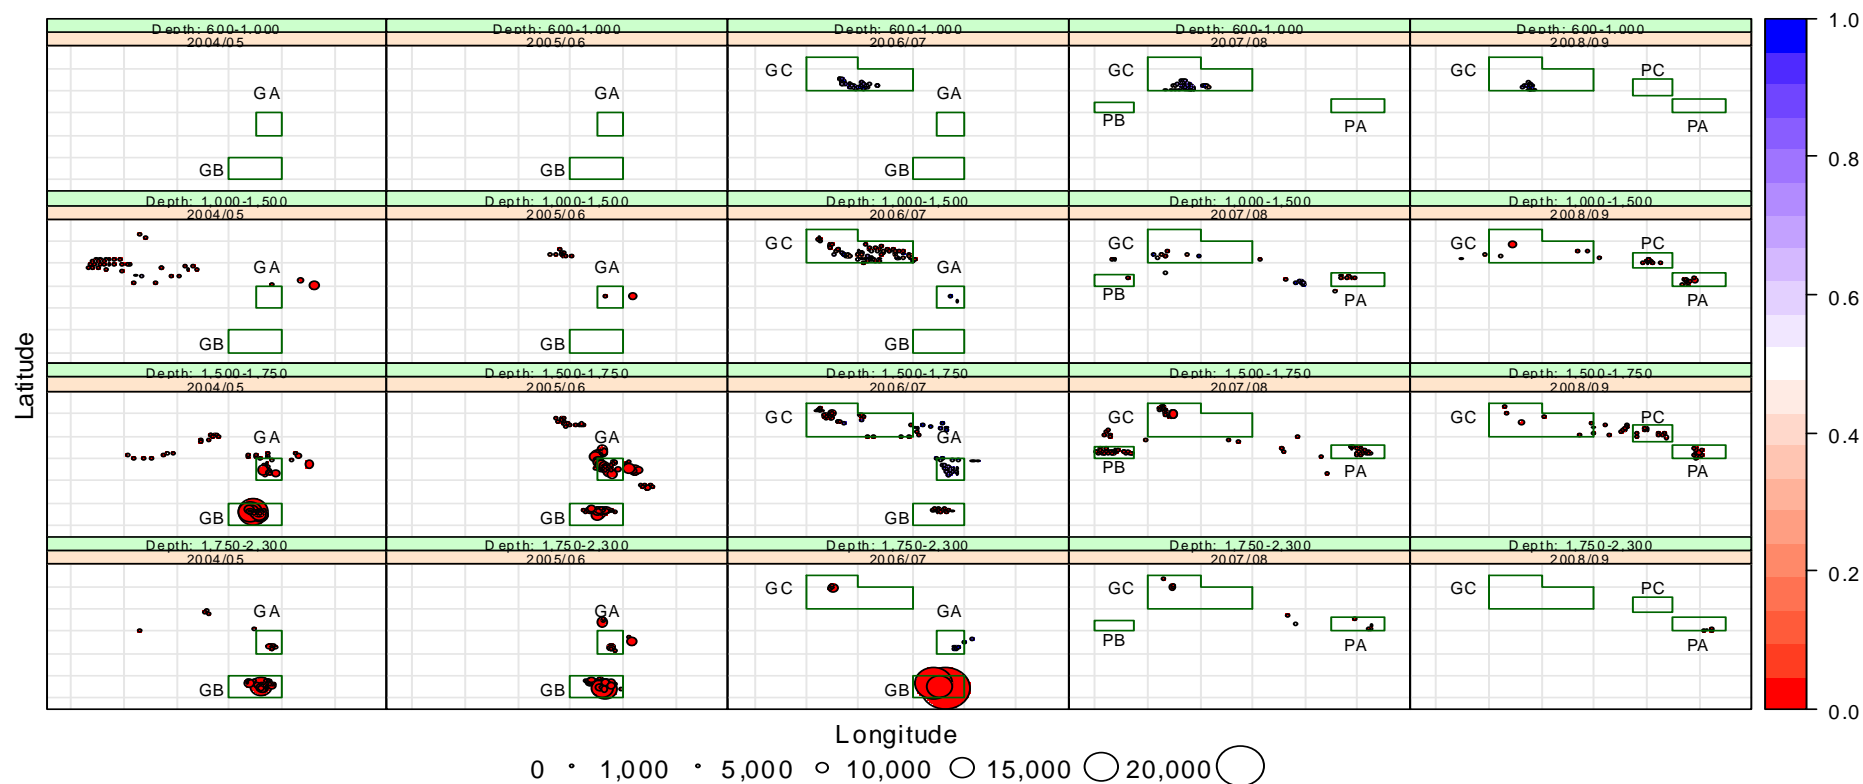 Depth: 600-1.000 Depth: 600-1.000 Depth: 600-1.000 Depth: 600-1.000 Depth: 600-1.000 1.0
2004/05 2005/06 2006/07 2007/08 2008/09
GC GC GC PC
GA GA GA
PB PA PA
GB GB GB
0.8
Depth: 1,000-1,500 Depth: 1,000-1,500 Depth: 1,000-1,500 Depth: 1,000-1,500 Depth: 1,000-1,500
2004/05 2005/06 2006/07 2007/08 2008/09
GC GC GC PC
GA GA GA
PB PA PA
0.6
GB GB GB
Latitude
Depth: 1,500-1,750 Depth: 1,500-1,750 Depth: 1,500-1,750 Depth: 1,500-1,750 Depth: 1,500-1,750
2004/05 2005/06 2006/07 2007/08 2008/09
GC GC GC PC
GA GA GA 0.4
PB PA PA
GB GB GB
Depth: 1,750-2,300 Depth: 1,750-2,300 Depth: 1,750-2,300 Depth: 1,750-2,300 Depth: 1,750-2,300
2004/05 2005/06 2006/07 2007/08 2008/09
0.2
GC GC GC PC
GA GA GA
PB PA PA
GB GB GB
0.0
Longitude
0 1,000 5,000 10,000 15,000 20,000